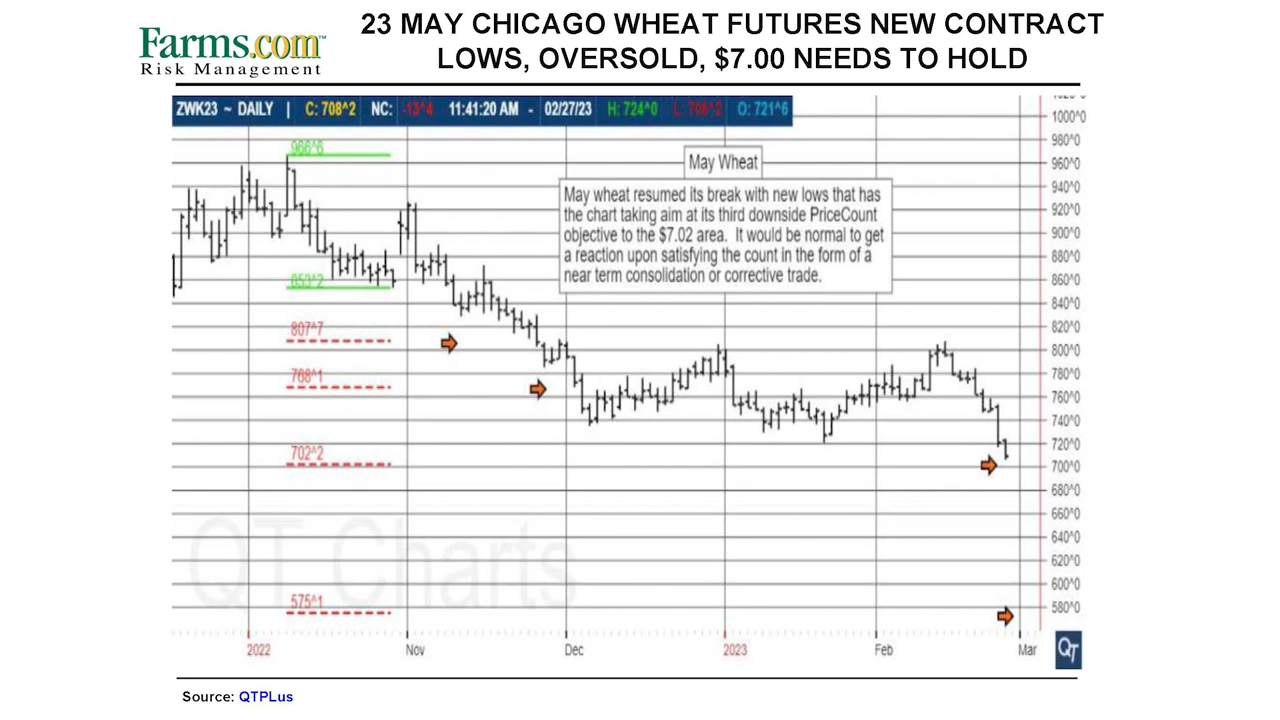 23 MAY CHICAGO WHEAT FUTURES NEW CONTRACT
LOWS, OVERSOLD, $7.00 NEEDS TO HOLD
Farms.com™
Risk Management
ZWK23 ~ DAILY | C: 708^2 NC: -13^4 11:41:20 AM - 02/27/23 H: 724^0 L: 706^2 O: 721^6
May Wheat
May wheat resumed its break with new lows that has
the chart taking aim at its third downside PriceCount
objective to the $7.02 area. It would be normal to get
a reaction upon satisfying the count in the form of a
near term consolidation or corrective trade.
966^6
853^2
807^7
768^1
702^2
575^1
1000^0
980^0
960^0
940^0
920^0
900^0
880^0
860^0
840^0
820^0
800^0
780^0
760^0
740^0
720^0
700^0
680^0
660^0
640^0
620^0
600^0
580^0
2022 Nov Dec 2023 Feb Mar
QT Charts
QT
Source: QTPLus